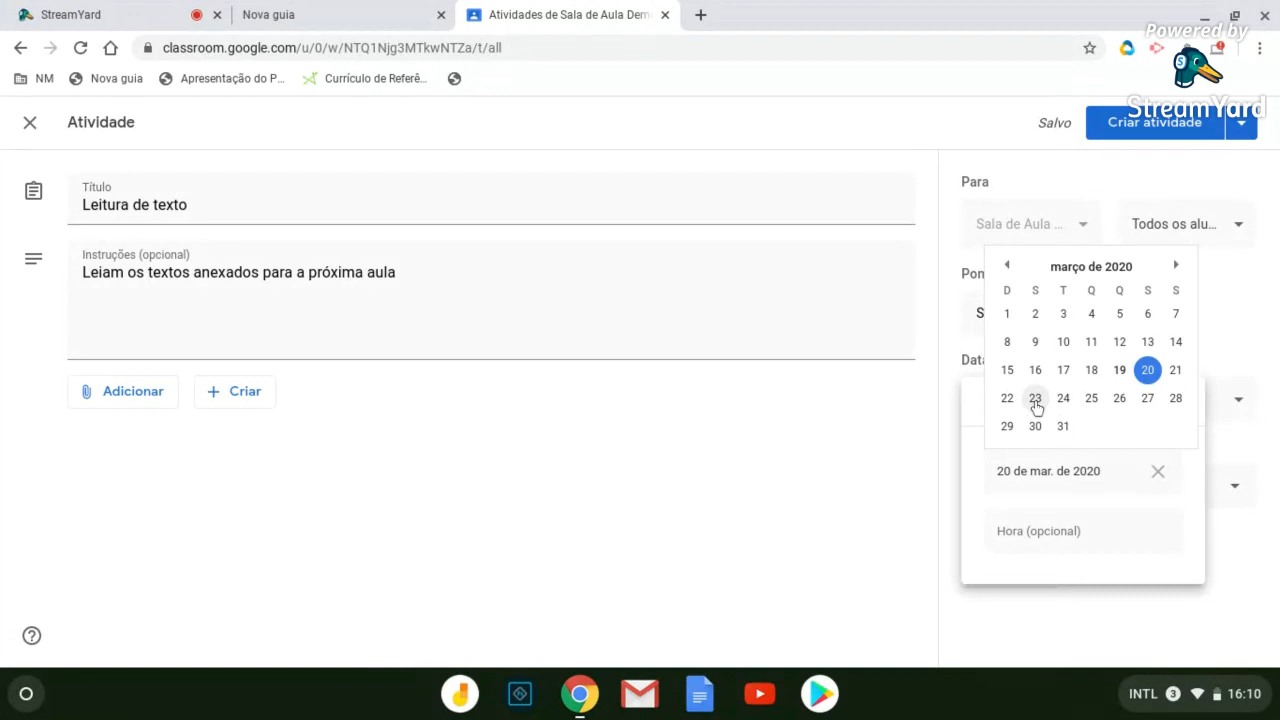 StreamYard
Nova guia
Atividades de Sala de Aula Dem
classroom.google.com/u/0/w/NTQ1Njg3MTkwNTZa/t/all
Powered by
StreamYard
NM
Nova guia
Apresentação do P...
Currículo de Referê...
Atividade
Salvo
Criar atividade
Título
Leitura de texto
Instruções (opcional)
Leiam os textos anexados para a próxima aula
Adicionar
Criar
Para
Sala de Aula ...
Todos os alu...
Pon
S
março de 2020
D S T Q Q S S
1 2 3 4 5 6 7
8 9 10 11 12 13 14
15 16 17 18 19 20 21
22 23 24 25 26 27 28
29 30 31
Data
20 de mar. de 2020
Hora (opcional)
INTL 3 16:10